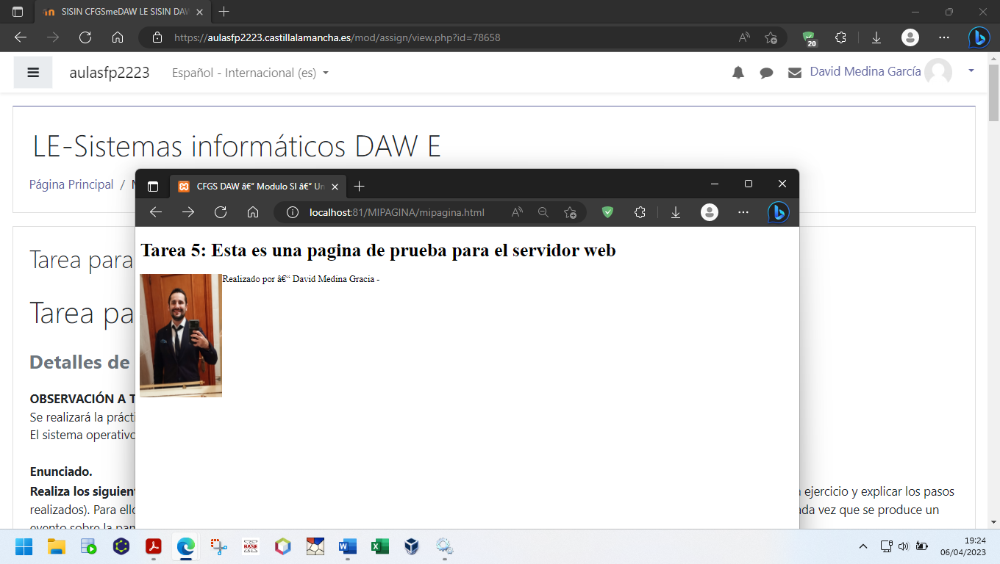 SISIN CFGSmeDAW LE SISIN DAW
https://aulasfp2223.castillalamancha.es/mod/assign/view.php?id=78658
20
aulasfp2223
Español - Internacional (es)
David Medina García
LE-Sistemas informáticos DAW E
Página Principal /
CFGS DAW â€“ Modulo SI â€“ Un
localhost:81/MIPAGINA/mipagina.html
Tarea 5: Esta es una pagina de prueba para el servidor web
Realizado por â€“ David Medina Gracia -
Tarea para
Tarea pa
Detalles de
OBSERVACIÓN A T
Se realizará la prácti
El sistema operativo
Enunciado.
Realiza los siguient ejercicio y explicar los pasos
realizados). Para ello ada vez que se produce un
evento sobre la pan
BASE
19:24
06/04/2023